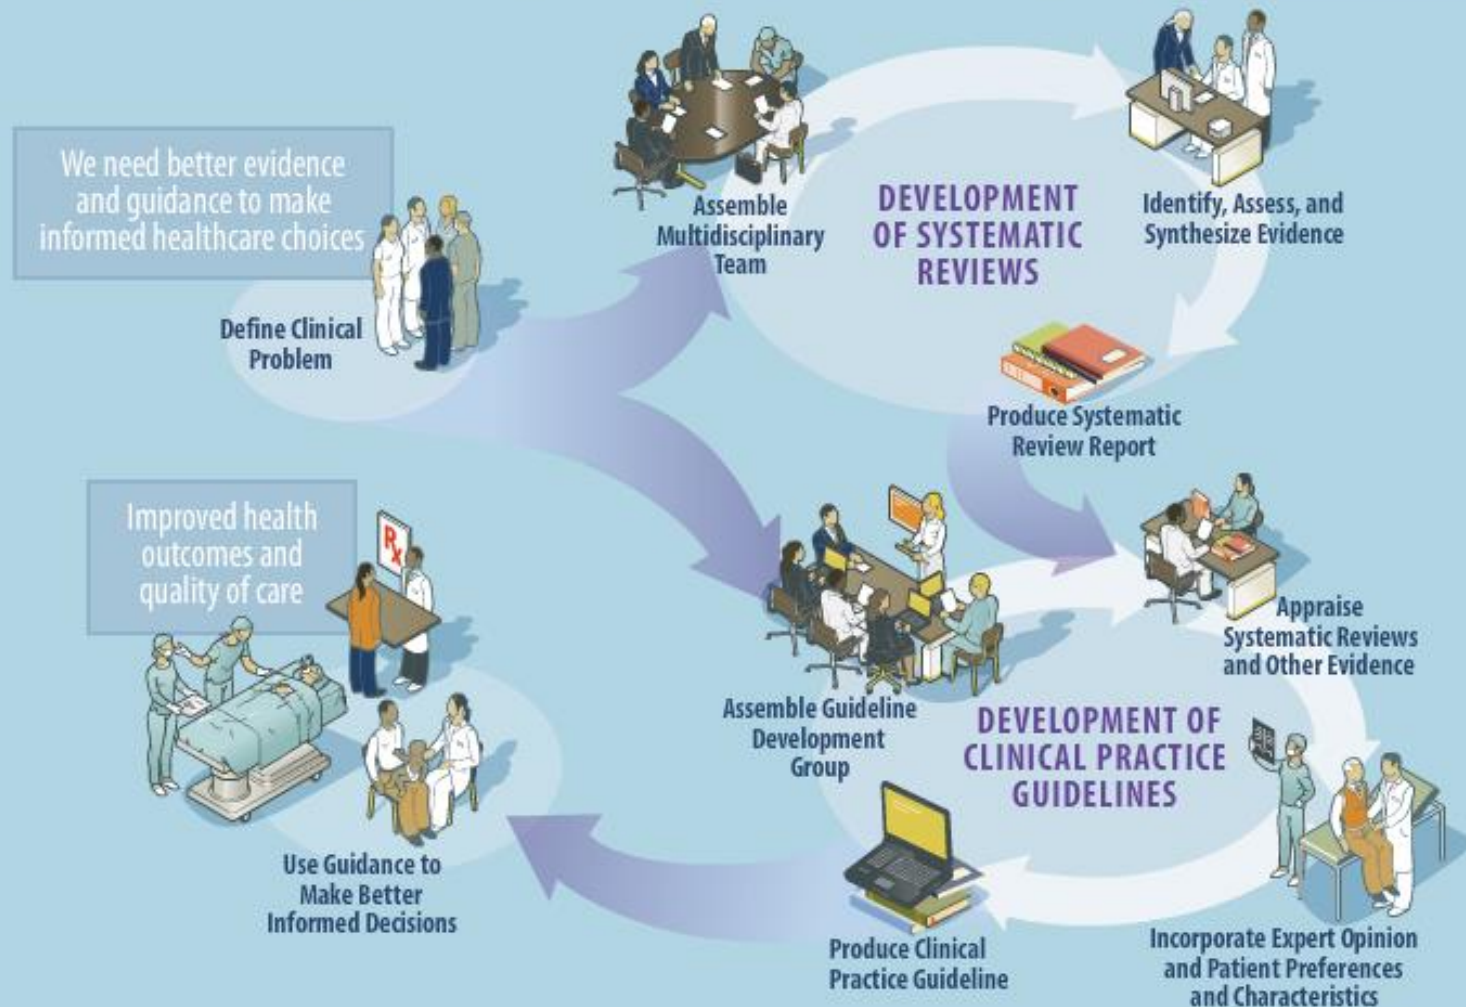 We need better evidence
and guidance to make
informed healthcare choices
Define Clinical
Problem
Assemble
Multidisciplinary
Team
DEVELOPMENT
OF SYSTEMATIC
REVIEWS
Identify, Assess, and
Synthesize Evidence
Produce Systematic
Review Report
Assemble Guideline
Development
Group
Appraise
Systematic Reviews
and Other Evidence
DEVELOPMENT OF
CLINICAL PRACTICE
GUIDELINES
Incorporate Expert Opinion
and Patient Preferences
and Characteristics
Produce Clinical
Practice Guideline
Improved health
outcomes and
quality of care
Rx
Use Guidance to
Make Better
Informed Decisions